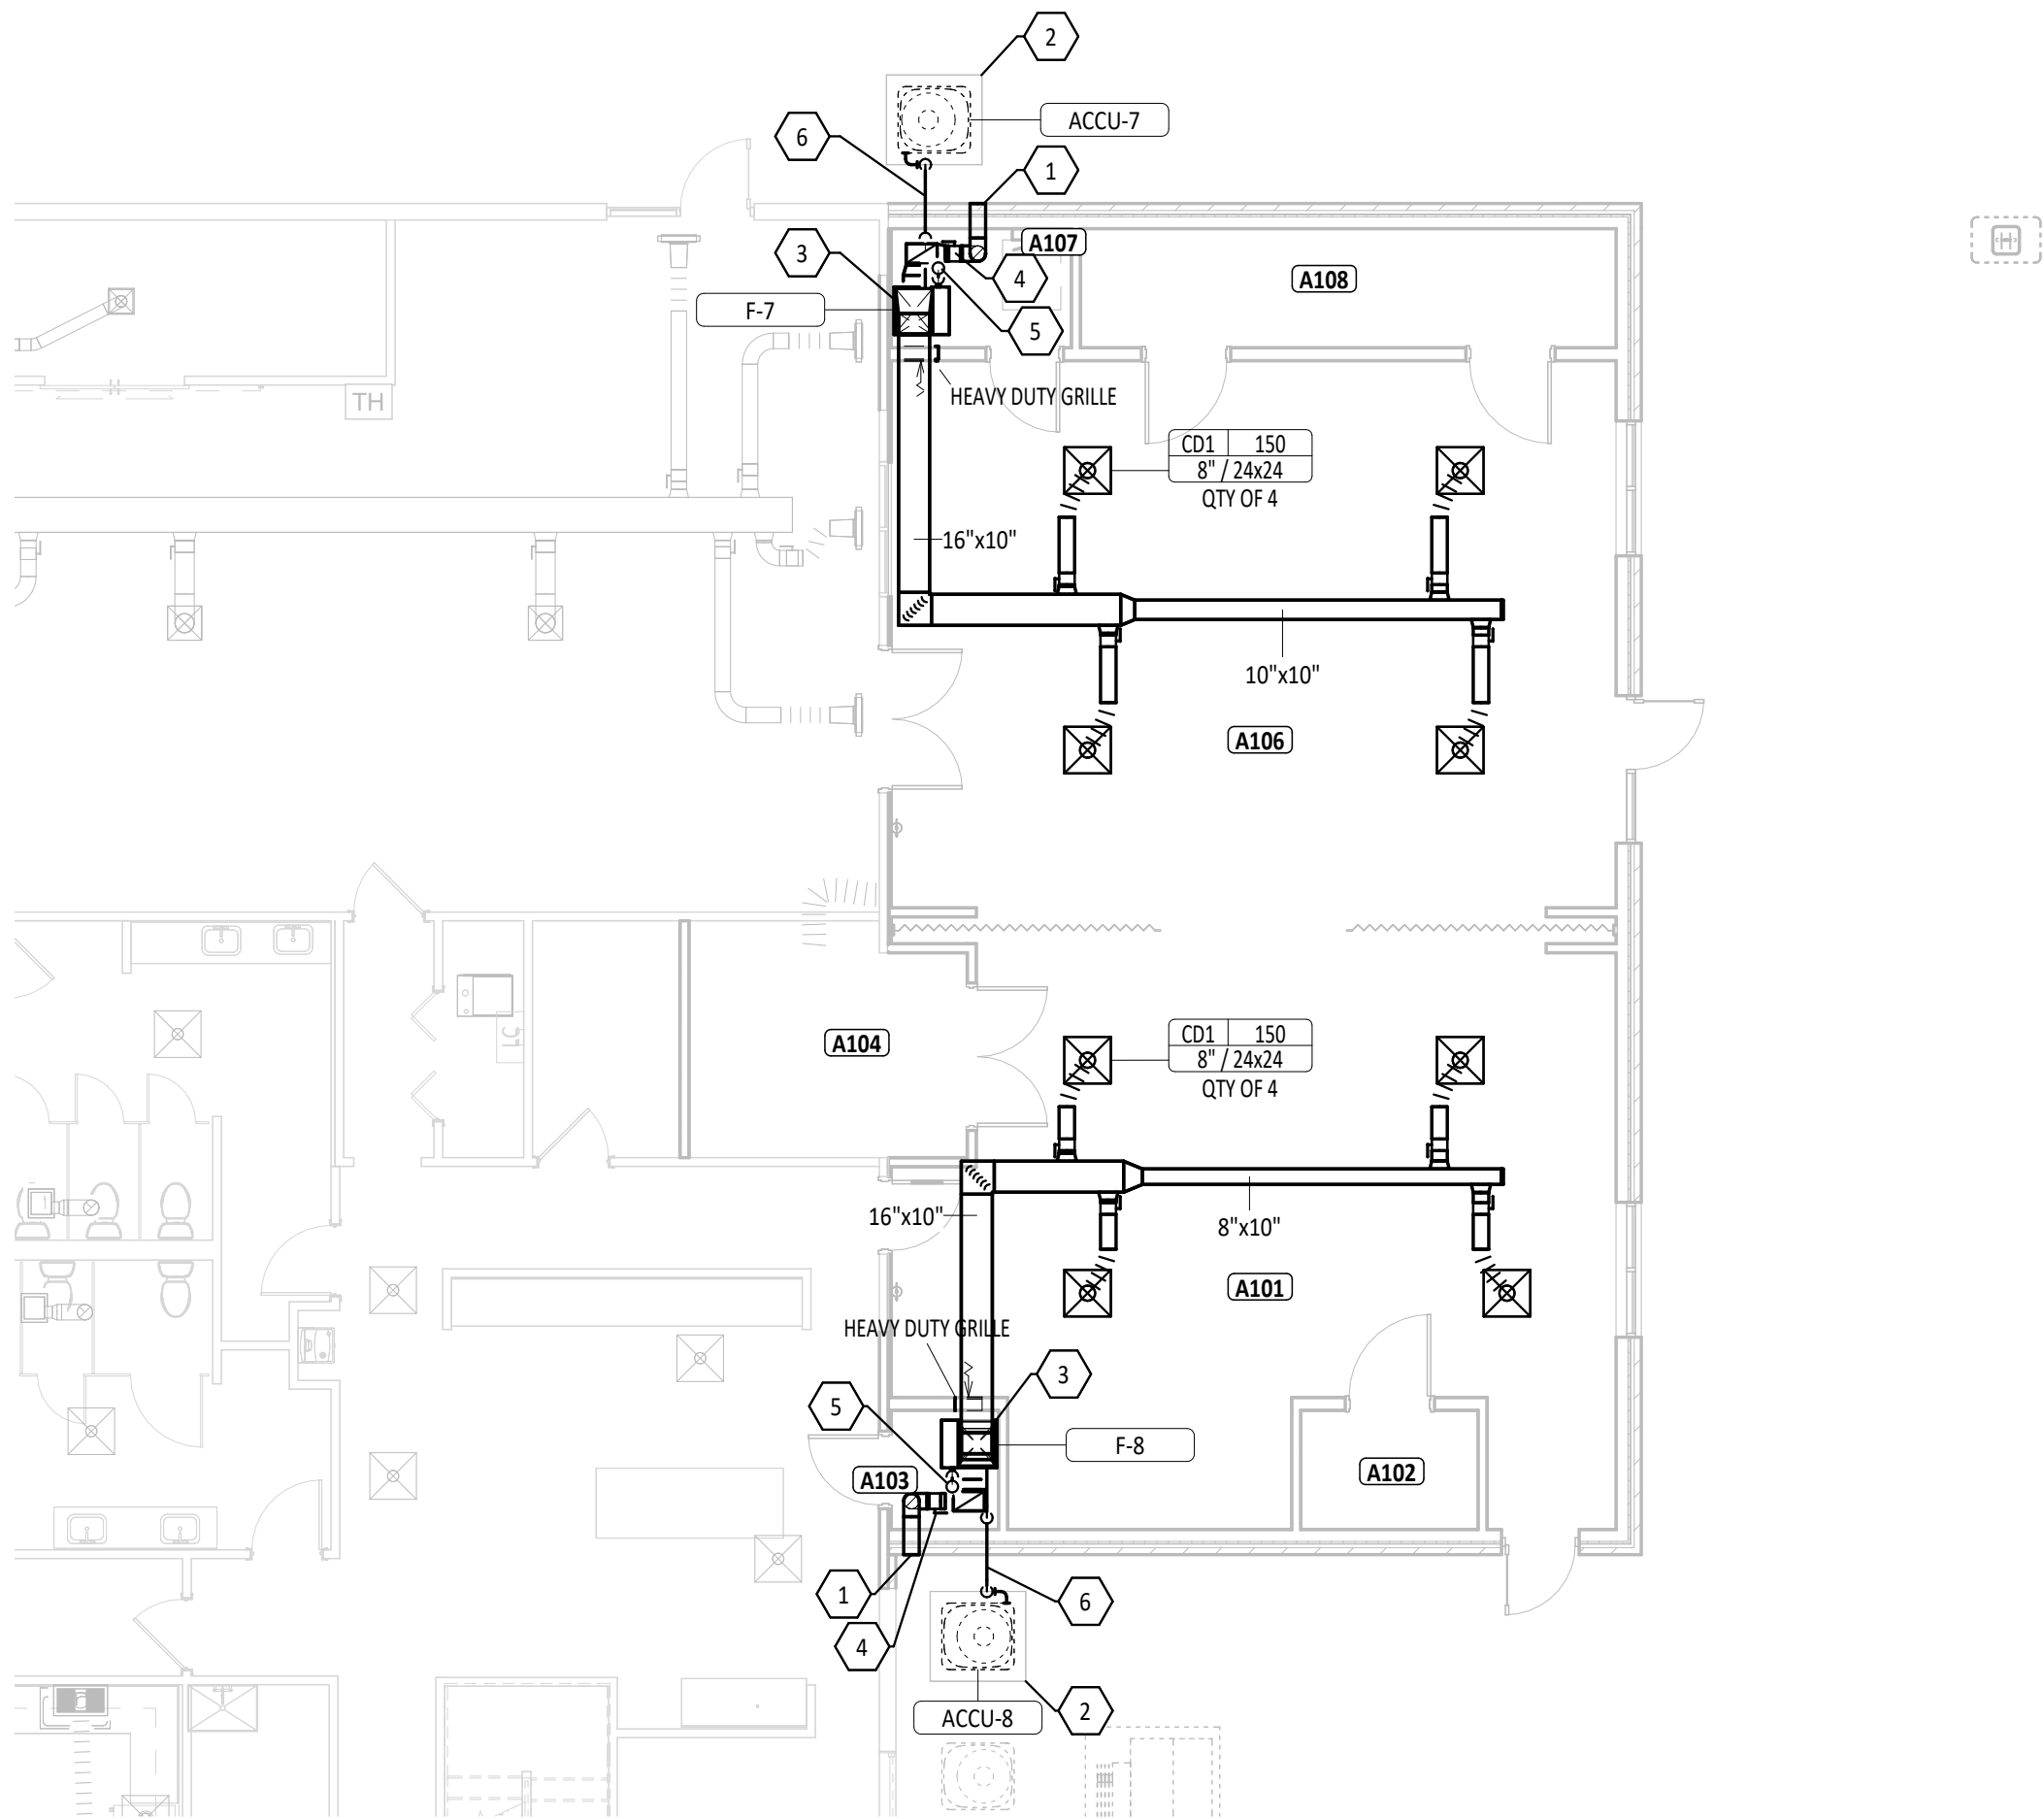 2
ACCU-7
6
1
3
A107
4
A108
F-7
5
HEAVY DUTY GRILLE
TH
CD1 150
8" / 24x24
QTY OF 4
16"x10"
10"x10"
A106
A104
CD1 150
8" / 24x24
QTY OF 4
16"x10"
8"x10"
A101
HEAVY DUTY GRILLE
3
5
F-8
A103
A102
1
6
4
ACCU-8
2